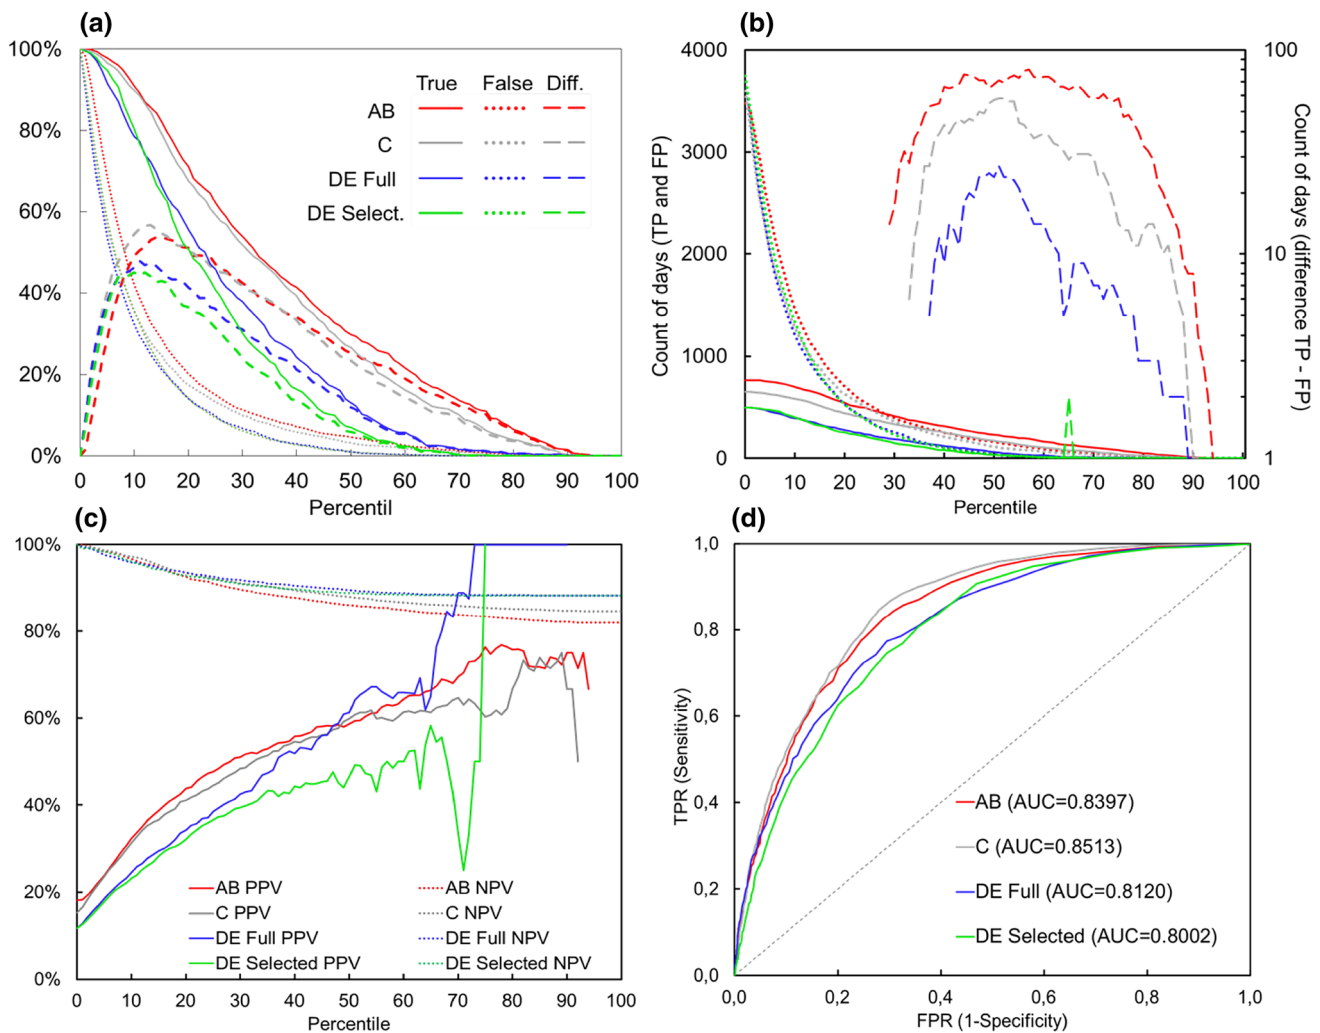 (a)
100%
80%
60%
40%
20%
0%
True False Diff.
AB
C
DE Full
DE Select.
0 10 20 30 40 50 60 70 80 90 100
Percentil
(b)
4000
3000
2000
1000
0
Count of days (TP and FP)
100
10
1
Count of days (difference TP - FP)
0 10 20 30 40 50 60 70 80 90 100
Percentile
(c)
100%
80%
60%
40%
20%
0%
AB PPV AB NPV
C PPV C NPV
DE Full PPV DE Full NPV
DE Selected PPV DE Selected NPV
0 10 20 30 40 50 60 70 80 90 100
Percentile
(d)
1,0
0,8
0,6
0,4
0,2
0,0
TPR (Sensitivity)
AB (AUC=0.8397)
C (AUC=0.8513)
DE Full (AUC=0.8120)
DE Selected (AUC=0.8002)
0,0 0,2 0,4 0,6 0,8 1,0
FPR (1-Specificity)